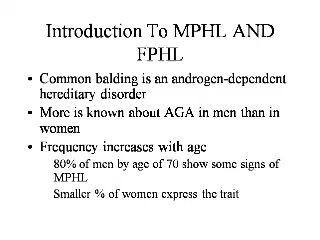 Introduction To MPHL AND
FPHL
• Common balding is an androgen-dependent
hereditary disorder
• More is known about AGA in men than in
women
• Frequency increases with age
80% of men by age of 70 show some signs of
MPHL
Smaller % of women express the trait